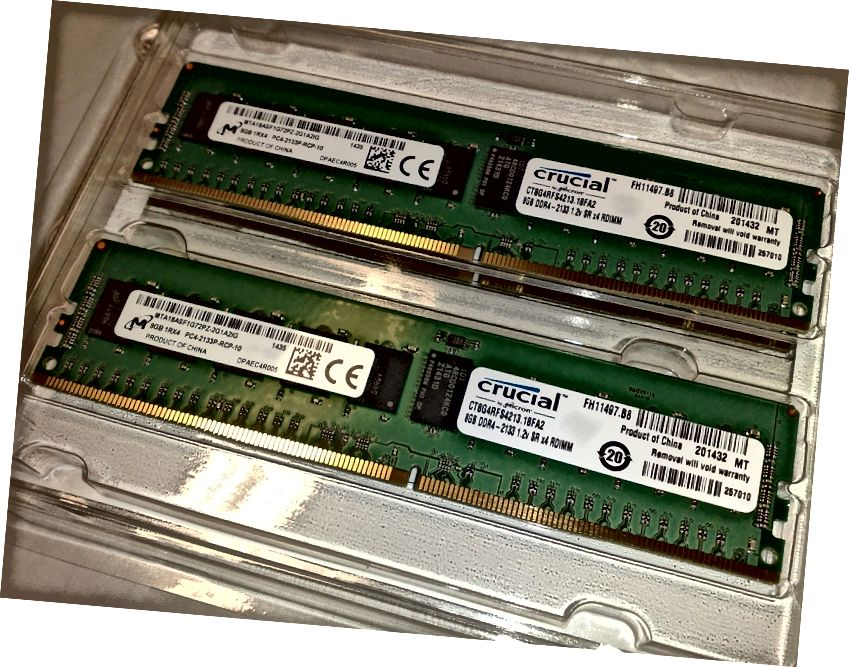 MTA18ASF1G72PZ-2G1A2IG
8GB 1RX4 PC4-2133P-RCP-10 1435
PRODUCT OF CHINA
DPAEC4R005
CE
4RCD0124KC0
ATG
crucial
by micron
CT8G4RFS4213.18FA2
8GB DDR4-2133 1.2v SR x4 RDIMM
FH11497.B8
Product of China 201432 MT
Removal will void warranty
20
257010
MTA18ASF1G72PZ-2G1A2IG
8GB 1RX4 PC4-2133P-RCP-10 1435
PRODUCT OF CHINA
DPAEC4R005
CE
4RCD0124KC0
ATG
crucial
by micron
CT8G4RFS4213.18FA2
8GB DDR4-2133 1.2v SR x4 RDIMM
FH11497.B8
Product of China 201432 MT
Removal will void warranty
20
257010